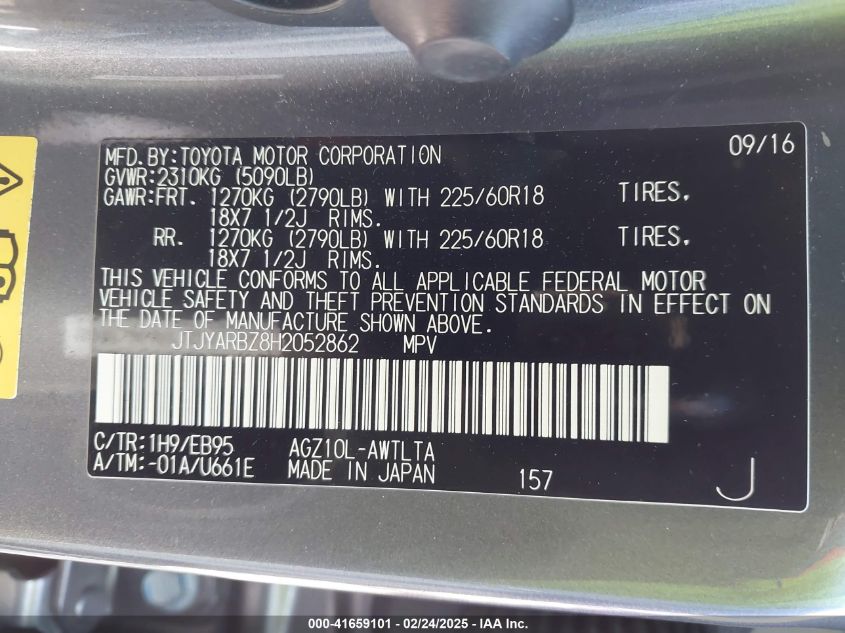 MFD.BY:TOYOTA MOTOR CORPORATION 09/16
GVWR:2310KG (5090LB)
GAWR:FRT. 1270KG (2790LB) WITH 225/60R18 TIRES.
18X7 1/2J RIMS.
RR. 1270KG (2790LB) WITH 225/60R18 TIRES.
18X7 1/2J RIMS.
THIS VEHICLE CONFORMS TO ALL APPLICABLE FEDERAL MOTOR
VEHICLE SAFETY AND THEFT PREVENTION STANDARDS IN EFFECT ON
THE DATE OF MANUFACTURE SHOWN ABOVE.
JTJYARBZ8H2052862 MPV
C/TR:1H9/EB95 AGZ10L-AWTLTA
A/TM:-01A/U661E MADE IN JAPAN 157 J
000-41659101 / 02/24/2025 - IAA Inc.